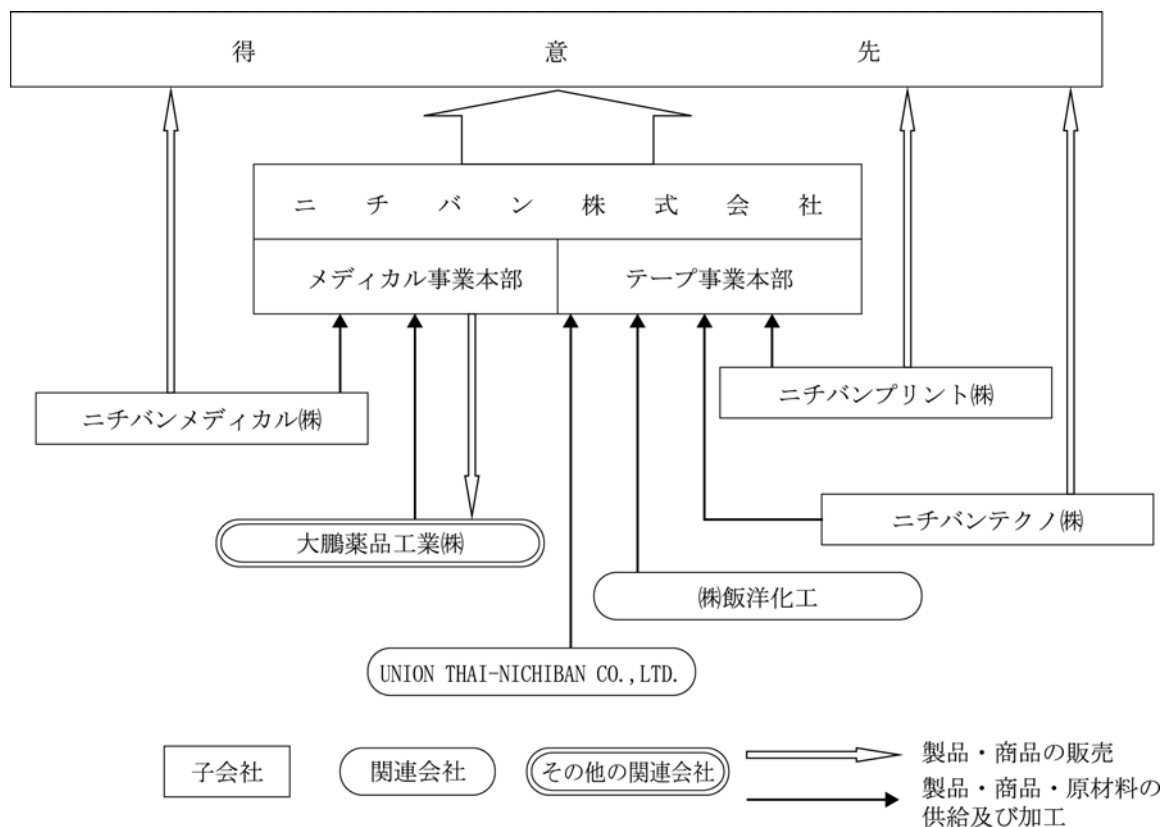 得意先
ニチバン株式会社
メディカル事業本部
テープ事業本部
ニチバンメディカル㈱
ニチバンプリント㈱
ニチバンテクノ㈱
大鵬薬品工業㈱
㈱飯洋化工
UNION THAI-NICHIBAN CO.,LTD.
子会社
関連会社
その他の関連会社
製品・商品の販売
製品・商品・原材料の
供給及び加工